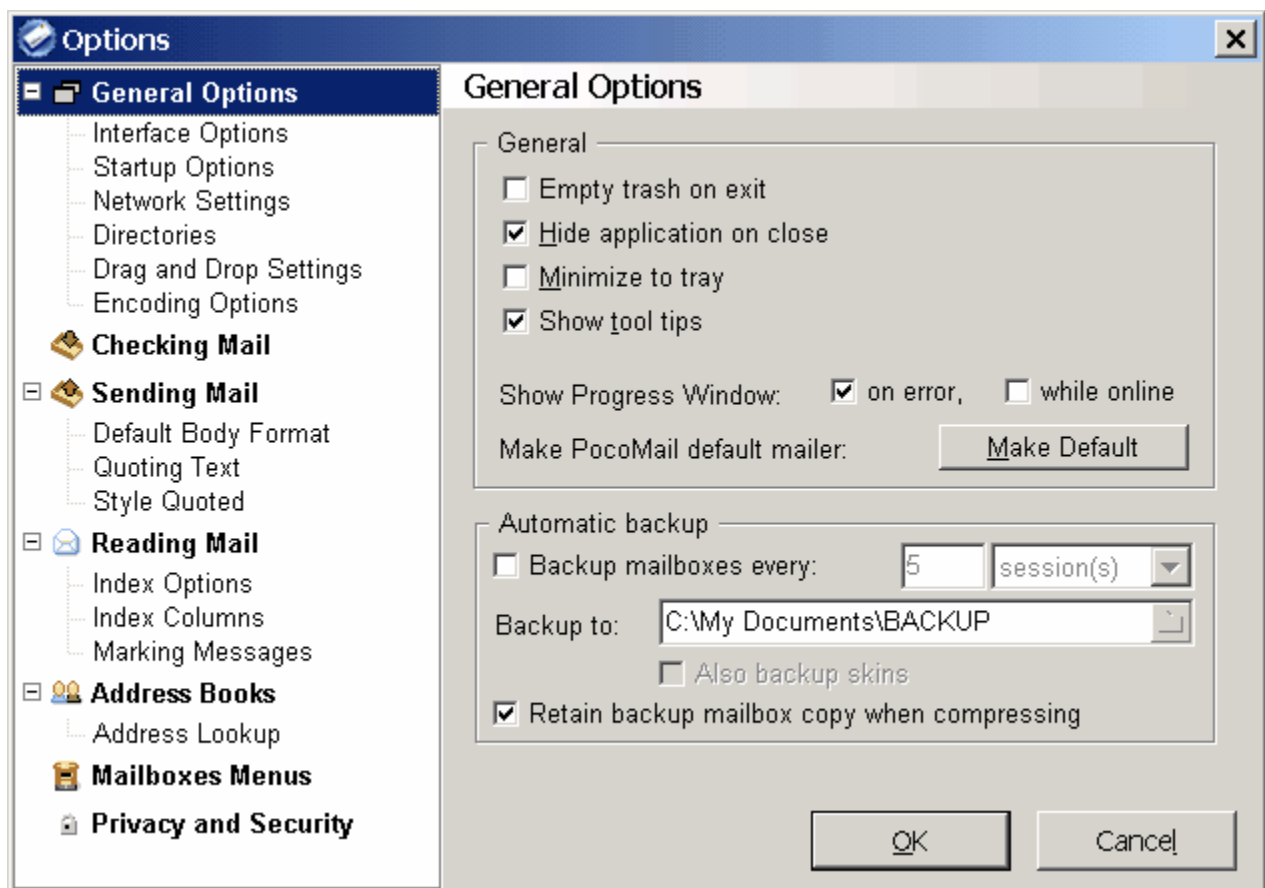 Options
General Options
Interface Options
Startup Options
Network Settings
Directories
Drag and Drop Settings
Encoding Options
Checking Mail
Sending Mail
Default Body Format
Quoting Text
Style Quoted
Reading Mail
Index Options
Index Columns
Marking Messages
Address Books
Address Lookup
Mailboxes Menus
Privacy and Security
General Options
General
Empty trash on exit
Hide application on close
Minimize to tray
Show tool tips
Show Progress Window: on error, while online
Make PocoMail default mailer: Make Default
Automatic backup
Backup mailboxes every: 5 session(s)
Backup to: C:\My Documents\BACKUP
Also backup skins
Retain backup mailbox copy when compressing
OK Cancel